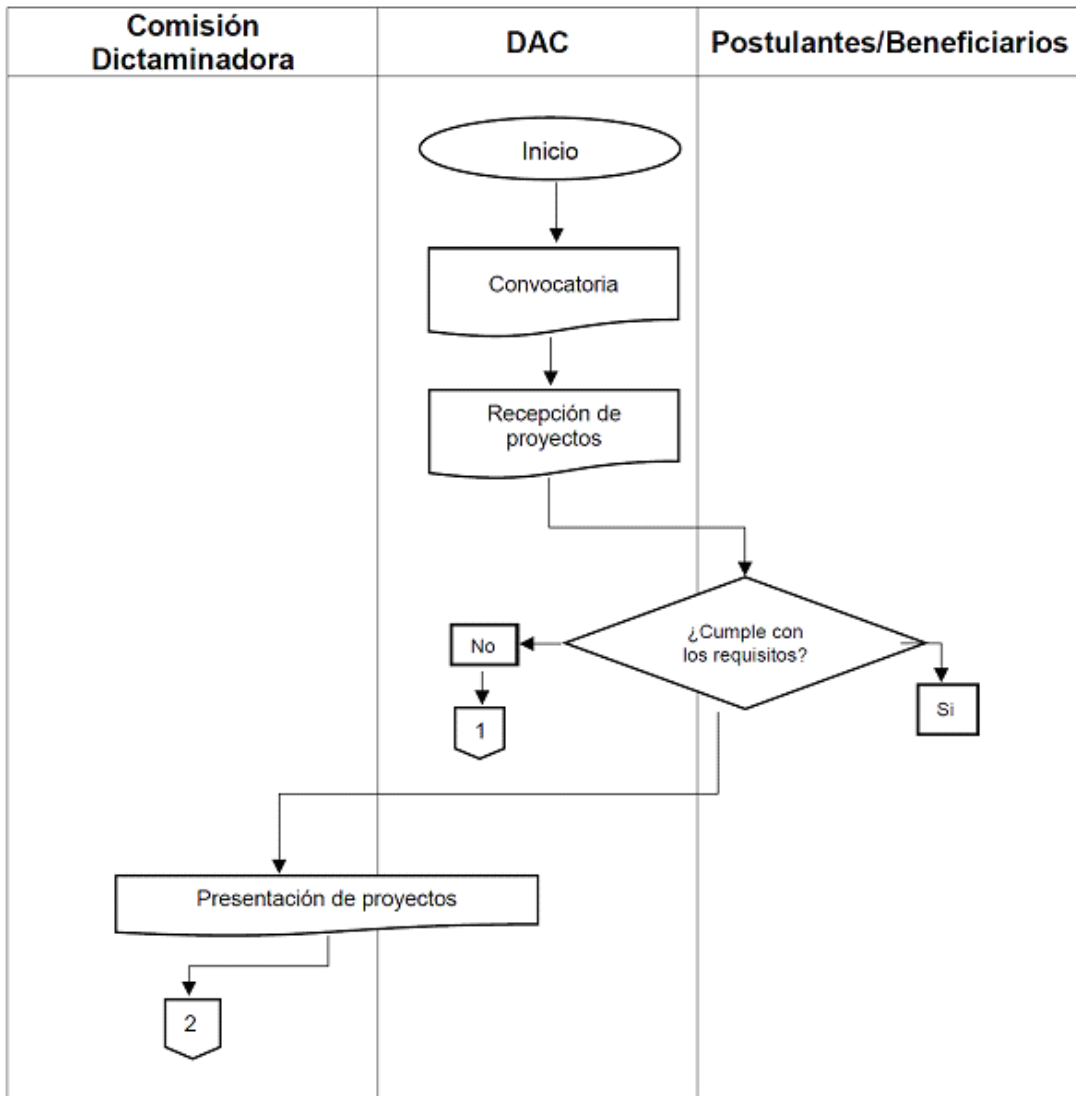 Comisión
Dictaminadora
DAC
Postulantes/Beneficiarios
Inicio
Convocatoria
Recepción de
proyectos
¿Cumple con
los requisitos?
No
Si
1
Presentación de proyectos
2